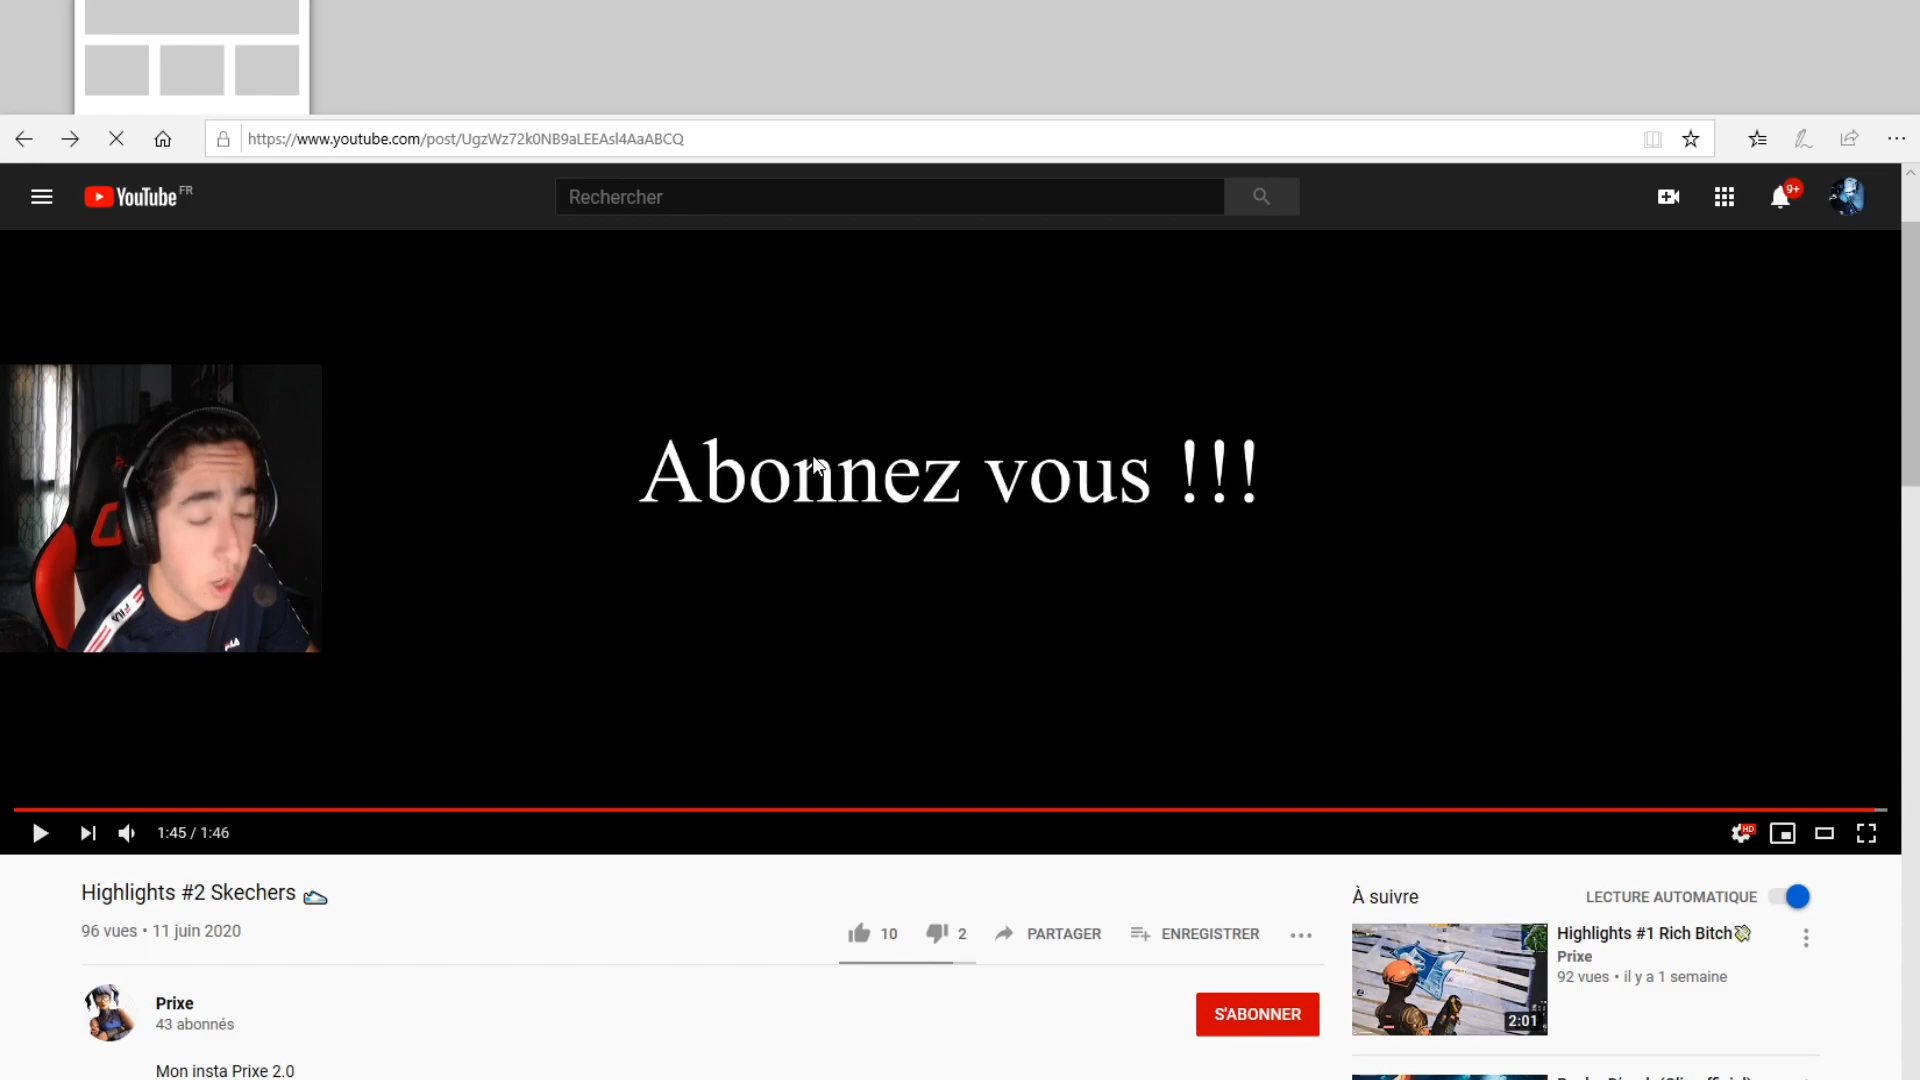 https://www.youtube.com/post/UgzWz72k0NB9aLEEAsl4AaABCQ
YouTube FR
Rechercher
9+
Abonnez vous !!!
FILA
1:45 / 1:46
HD
Highlights #2 Skechers
96 vues • 11 juin 2020
10
2
PARTAGER
ENREGISTRER
Prixe
43 abonnés
S'ABONNER
Mon insta Prixe 2.0
À suivre
LECTURE AUTOMATIQUE
Highlights #1 Rich Bitch
Prixe
92 vues • il y a 1 semaine
2:01